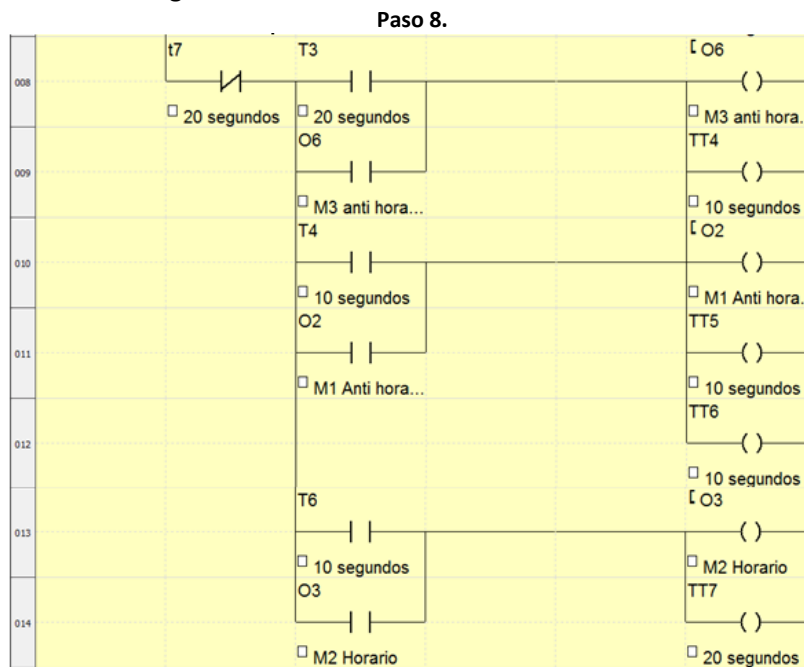 Paso 8.
t7 T3 [ O6
008
20 segundos 20 segundos M3 anti hora.
O6 TT4
009
M3 anti hora... 10 segundos
T4 [ O2
010
10 segundos M1 Anti hora.
O2 TT5
011
M1 Anti hora... 10 segundos
TT6
012
10 segundos
T6 [ O3
013
10 segundos M2 Horario
O3 TT7
014
M2 Horario 20 segundos